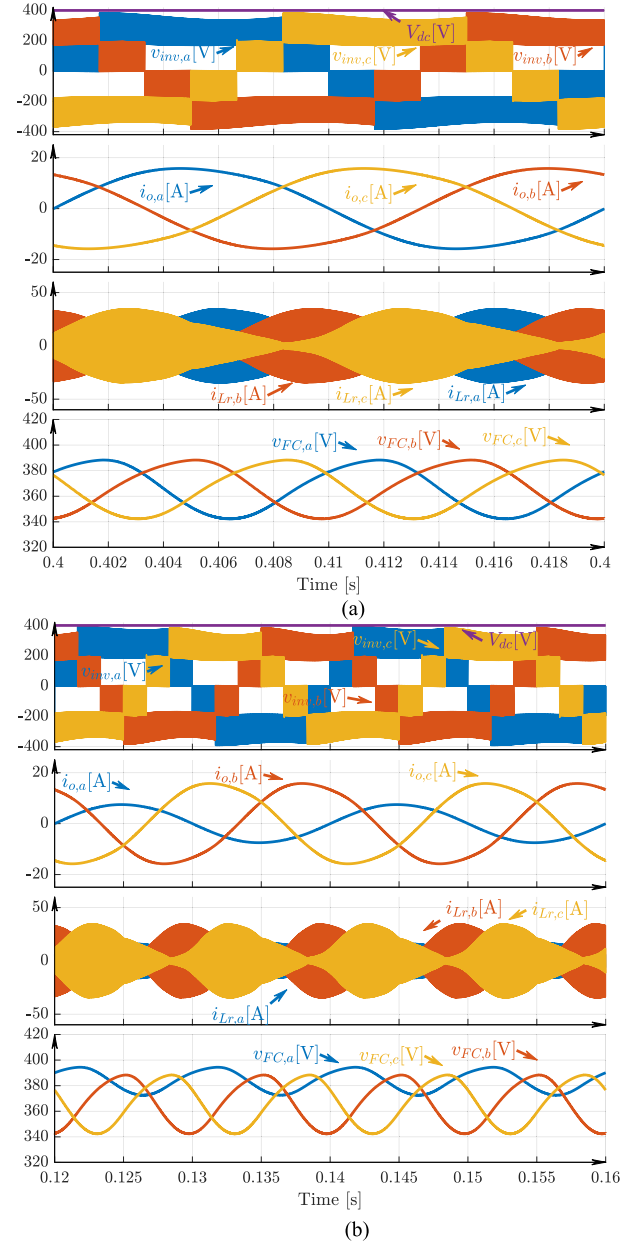 400
V_dc[V]
200
v_inv,a[V]
v_inv,c[V]
v_inv,b[V]
0
-200
-400
20
i_o,a[A]
i_o,c[A]
i_o,b[A]
0
-20
50
0
i_Lr,b[A]
i_Lr,c[A]
i_Lr,a[A]
-50
420
v_FC,a[V]
v_FC,b[V]
v_FC,c[V]
380
360
340
320
0.4 0.402 0.404 0.406 0.408 0.41 0.412 0.414 0.416 0.418 0.4
Time [s]
(a)
400
v_inv,c[V]
V_dc[V]
200
v_inv,a[V]
0
v_inv,b[V]
-200
-400
20
i_o,a[A]
i_o,b[A]
i_o,c[A]
0
-20
50
i_Lr,b[A]
i_Lr,c[A]
0
-50
i_Lr,a[A]
420
400
v_FC,a[V]
v_FC,c[V]
v_FC,b[V]
380
360
340
320
0.12 0.125 0.13 0.135 0.14 0.145 0.15 0.155 0.16
Time [s]
(b)